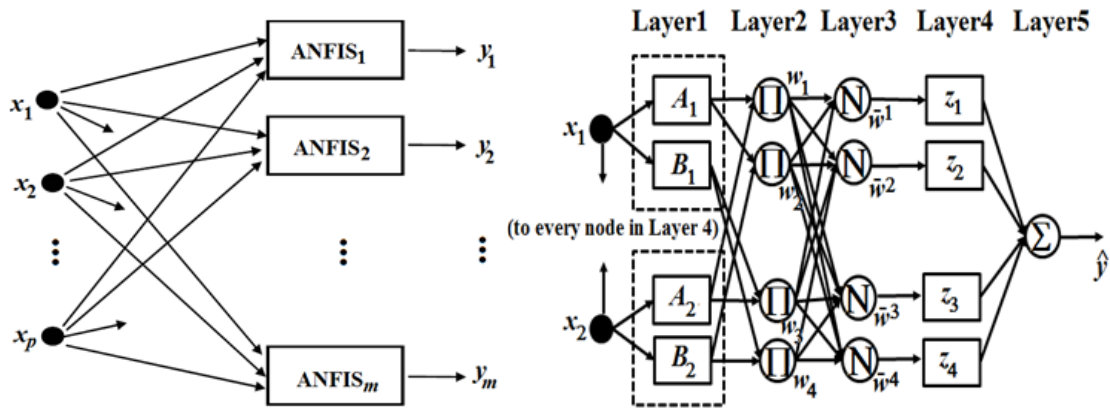 ANFIS1
y1
x1
ANFIS2
y2
x2
xp
ANFISm
ym
Layer1 Layer2 Layer3 Layer4 Layer5
A1 Π w1 N w̄1 z1
x1
B1 Π w2 N w̄2 z2
(to every node in Layer 4)
Σ
ŷ
A2 Π w3 N w̄3 z3
x2
B2 Π w4 N w̄4 z4